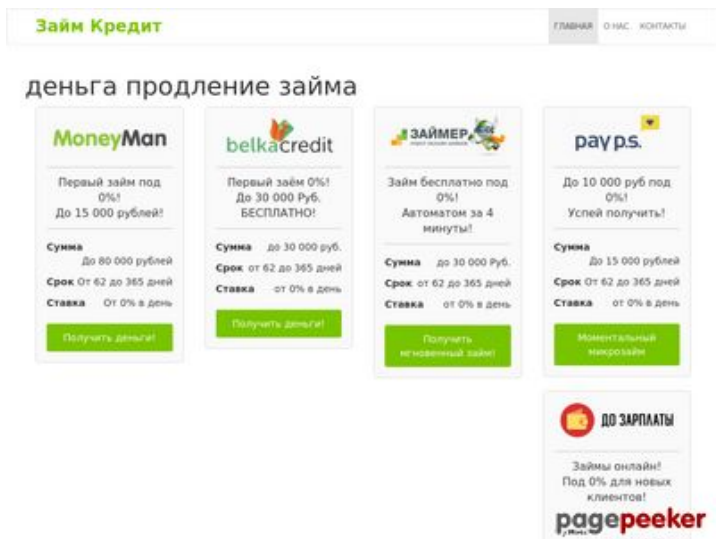 Займ Кредит
ГЛАВНАЯ О НАС. КОНТАКТЫ
деньга продление займа
MoneyMan
Первый займ под
0%!
До 15 000 рублей!
Сумма
До 80 000 рублей
Срок От 62 до 365 дней
Ставка От 0% в день
Получить деньги!
belkacredit
Первый заём 0%!
До 30 000 Руб.
БЕСПЛАТНО!
Сумма до 30 000 руб.
Срок от 62 до 365 дней
Ставка от 0% в день
Получить деньги!
ЗАЙМЕР
Займ бесплатно под
0%!
Автоматом за 4
минуты!
Сумма до 30 000 Руб.
Срок от 62 до 365 дней
Ставка от 0% в день
Получить
мгновенный займ!
pay p.s.
До 10 000 руб под
0%!
Успей получить!
Сумма
До 15 000 рублей
Срок От 62 до 365 дней
Ставка от 0% в день
Моментальный
микрозайм
ДО ЗАРПЛАТЫ
Займы онлайн!
Под 0% для новых
клиентов!
pagepeeker